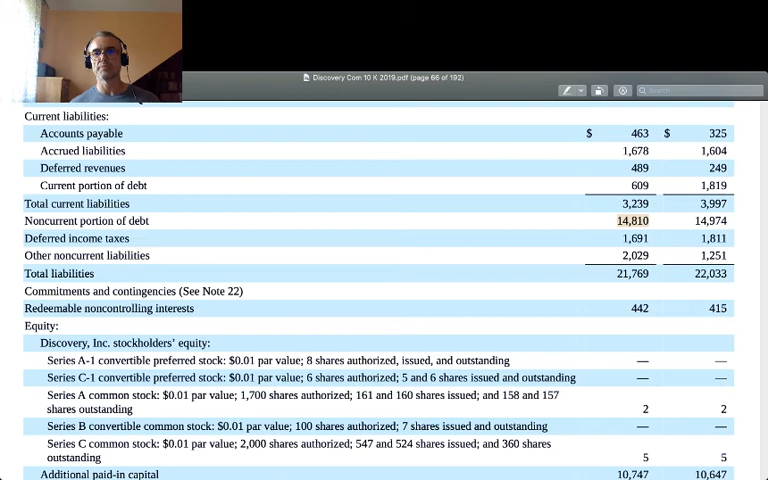 Discovery Com 10 K 2019.pdf (page 66 of 192)
Search
Current liabilities:
Accounts payable $ 463 $ 325
Accrued liabilities 1,678 1,604
Deferred revenues 489 249
Current portion of debt 609 1,819
Total current liabilities 3,239 3,997
Noncurrent portion of debt 14,810 14,974
Deferred income taxes 1,691 1,811
Other noncurrent liabilities 2,029 1,251
Total liabilities 21,769 22,033
Commitments and contingencies (See Note 22)
Redeemable noncontrolling interests 442 415
Equity:
Discovery, Inc. stockholders’ equity:
Series A-1 convertible preferred stock: $0.01 par value; 8 shares authorized, issued, and outstanding — —
Series C-1 convertible preferred stock: $0.01 par value; 6 shares authorized; 5 and 6 shares issued and outstanding — —
Series A common stock: $0.01 par value; 1,700 shares authorized; 161 and 160 shares issued; and 158 and 157
shares outstanding 2 2
Series B convertible common stock: $0.01 par value; 100 shares authorized; 7 shares issued and outstanding — —
Series C common stock: $0.01 par value; 2,000 shares authorized; 547 and 524 shares issued; and 360 shares
outstanding 5 5
Additional paid-in capital 10,747 10,647